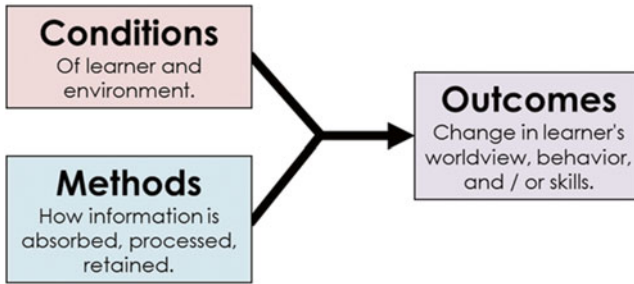 Conditions
Of learner and
environment.
Methods
How information is
absorbed, processed,
retained.
Outcomes
Change in learner's
worldview, behavior,
and / or skills.